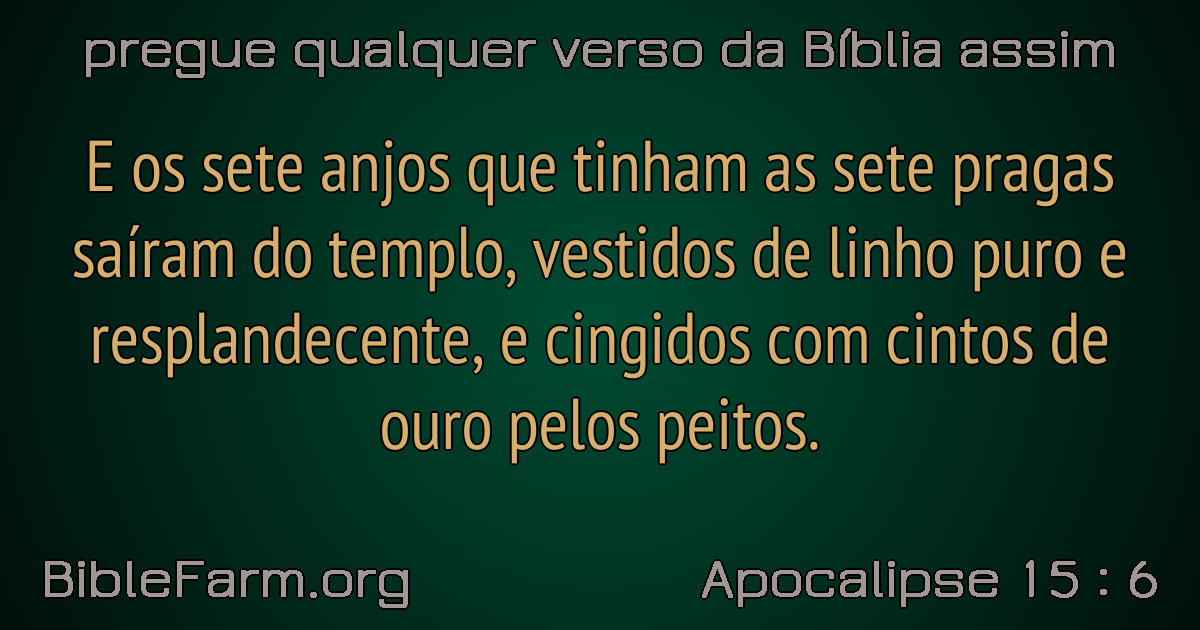 pregue qualquer verso da Bíblia assim
E os sete anjos que tinham as sete pragas
saíram do templo, vestidos de linho puro e
resplandecente, e cingidos com cintos de
ouro pelos peitos.
BibleFarm.org
Apocalipse 15 : 6